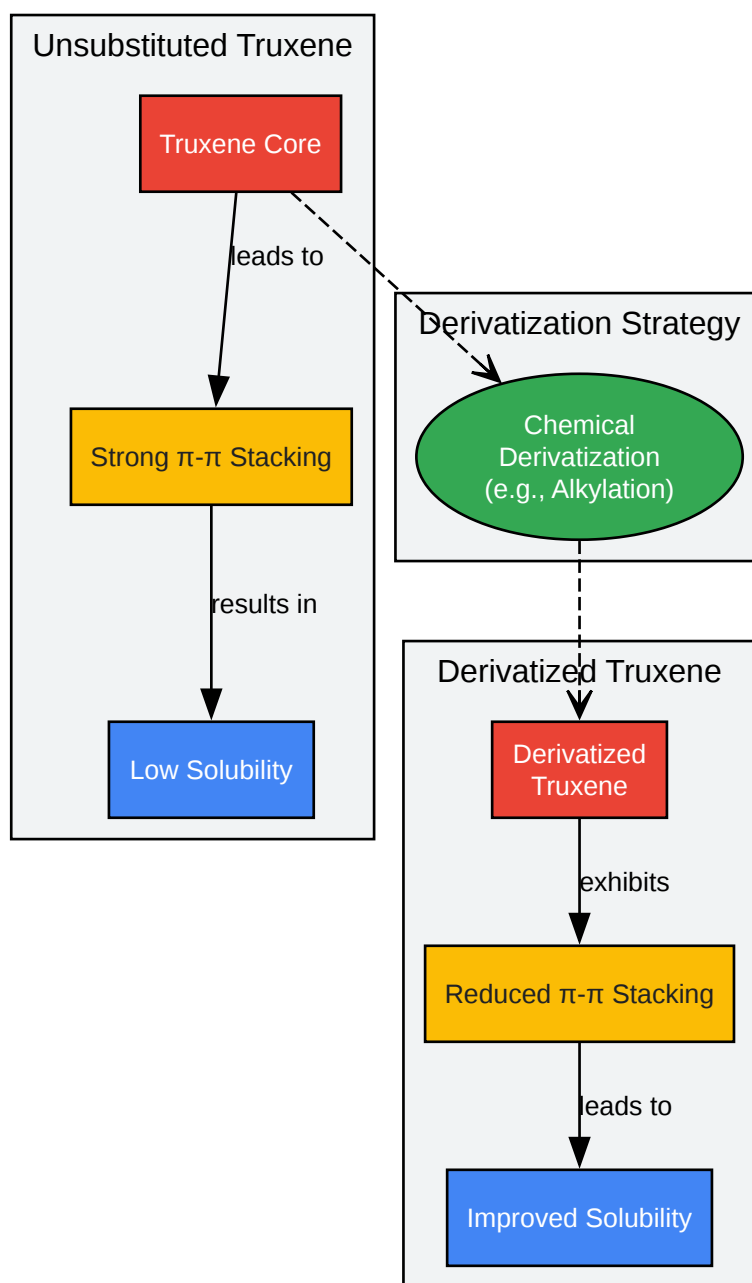 Unsubstituted Truxene
Truxene Core
leads to
Strong π-π Stacking
results in
Low Solubility
Derivatization Strategy
Chemical
Derivatization
(e.g., Alkylation)
Derivatized Truxene
Derivatized
Truxene
exhibits
Reduced π-π Stacking
leads to
Improved Solubility